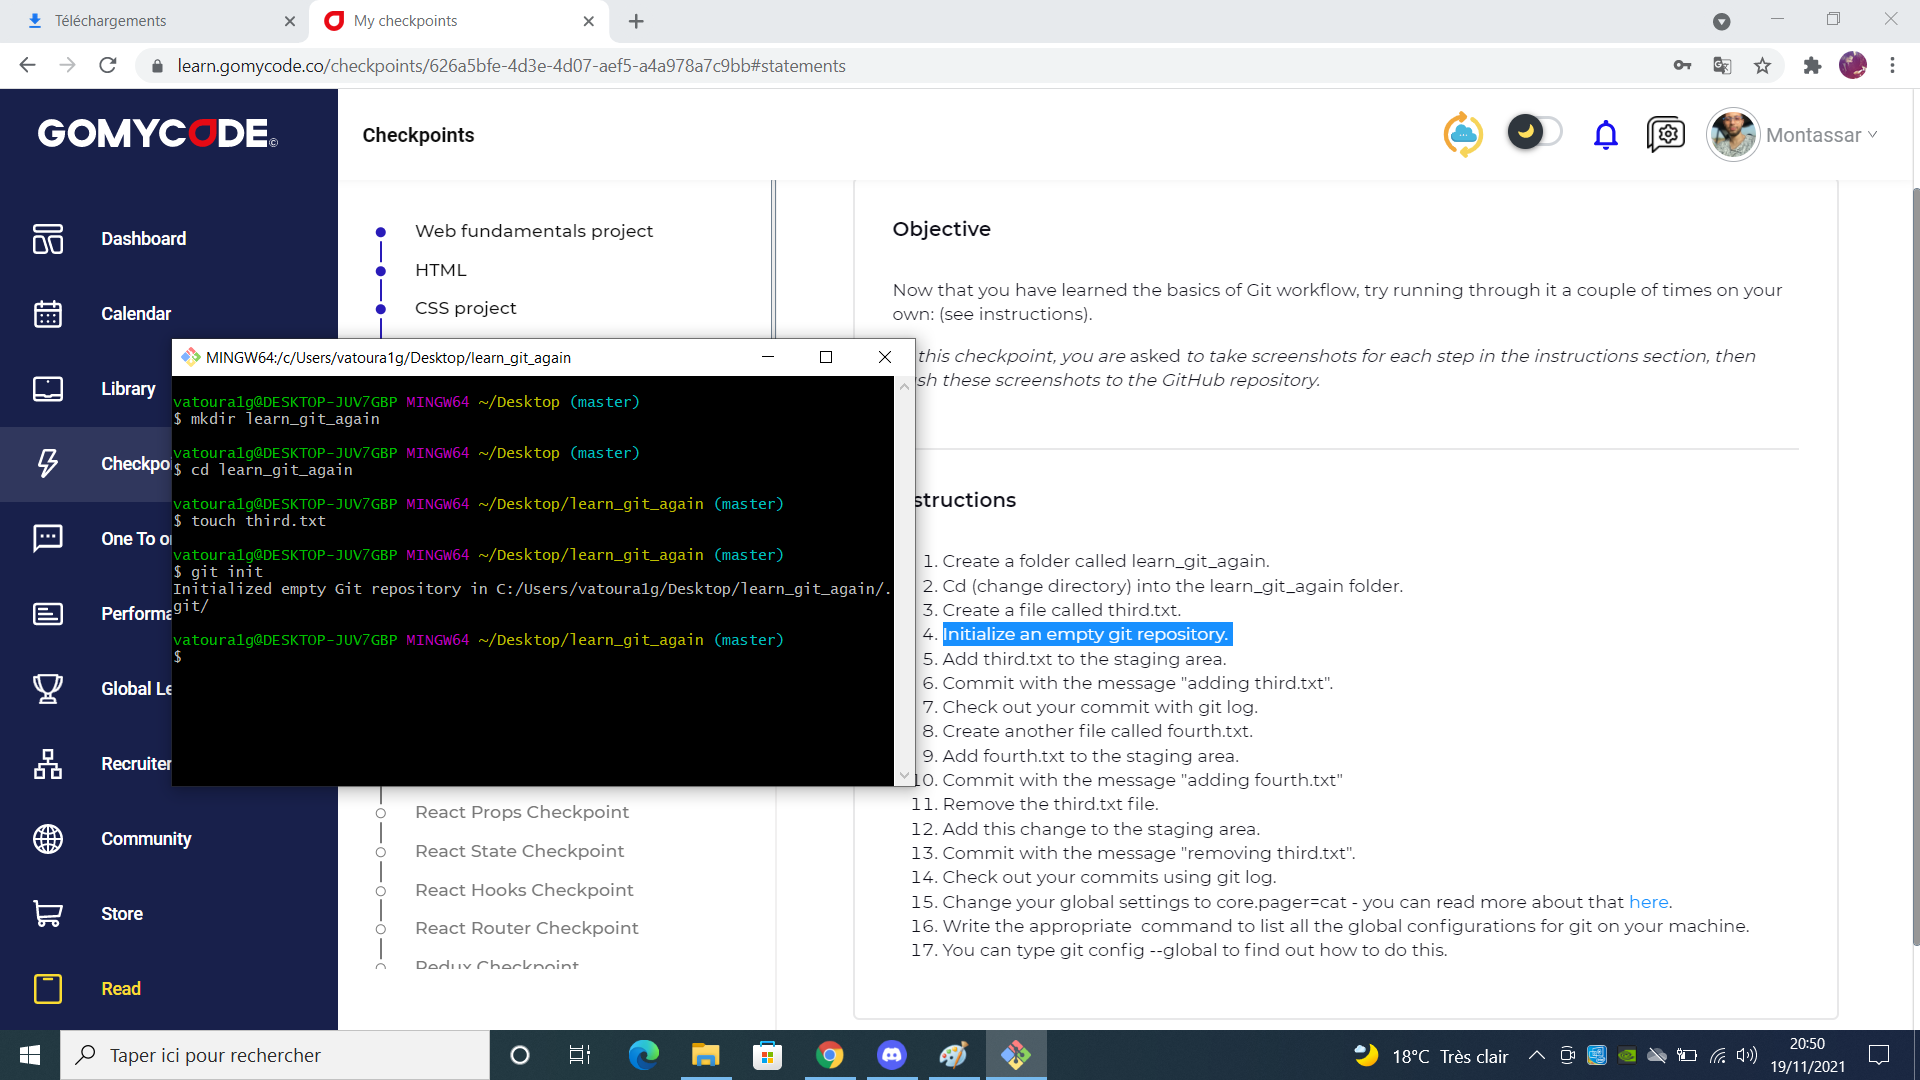 Téléchargements
My checkpoints
learn.gomycode.co/checkpoints/626a5bfe-4d3e-4d07-aef5-a4a978a7c9bb#statements
GOMYCODE
Checkpoints
Montassar
Dashboard
Calendar
Library
Checkpo
One To o
Performa
Global Le
Recruiter
Community
Store
Read
Web fundamentals project
HTML
CSS project
MINGW64:/c/Users/vatoura1g/Desktop/learn_git_again
vatoura1g@DESKTOP-JUV7GBP MINGW64 ~/Desktop (master)
$ mkdir learn_git_again
vatoura1g@DESKTOP-JUV7GBP MINGW64 ~/Desktop (master)
$ cd learn_git_again
vatoura1g@DESKTOP-JUV7GBP MINGW64 ~/Desktop/learn_git_again (master)
$ touch third.txt
vatoura1g@DESKTOP-JUV7GBP MINGW64 ~/Desktop/learn_git_again (master)
$ git init
Initialized empty Git repository in C:/Users/vatoura1g/Desktop/learn_git_again/.
git/
vatoura1g@DESKTOP-JUV7GBP MINGW64 ~/Desktop/learn_git_again (master)
$
React Props Checkpoint
React State Checkpoint
React Hooks Checkpoint
React Router Checkpoint
Redux Checkpoint
Objective
Now that you have learned the basics of Git workflow, try running through it a couple of times on your
own: (see instructions).
this checkpoint, you are asked to take screenshots for each step in the instructions section, then
sh these screenshots to the GitHub repository.
structions
1. Create a folder called learn_git_again.
2. Cd (change directory) into the learn_git_again folder.
3. Create a file called third.txt.
4. Initialize an empty git repository.
5. Add third.txt to the staging area.
6. Commit with the message "adding third.txt".
7. Check out your commit with git log.
8. Create another file called fourth.txt.
9. Add fourth.txt to the staging area.
10. Commit with the message "adding fourth.txt"
11. Remove the third.txt file.
12. Add this change to the staging area.
13. Commit with the message "removing third.txt".
14. Check out your commits using git log.
15. Change your global settings to core.pager=cat - you can read more about that here.
16. Write the appropriate  command to list all the global configurations for git on your machine.
17. You can type git config --global to find out how to do this.
Taper ici pour rechercher
18°C Très clair
20:50
19/11/2021